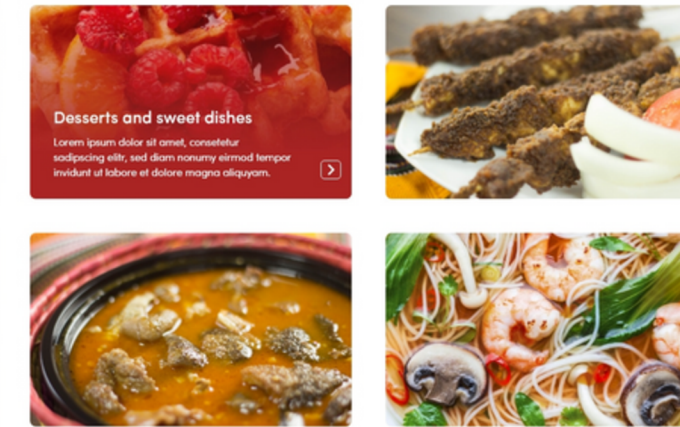 Desserts and sweet dishes
Lorem ipsum dolor sit amet, consetetur
sadipscing elitr, sed diam nonumy eirmod tempor
invidunt ut labore et dolore magna aliquyam.